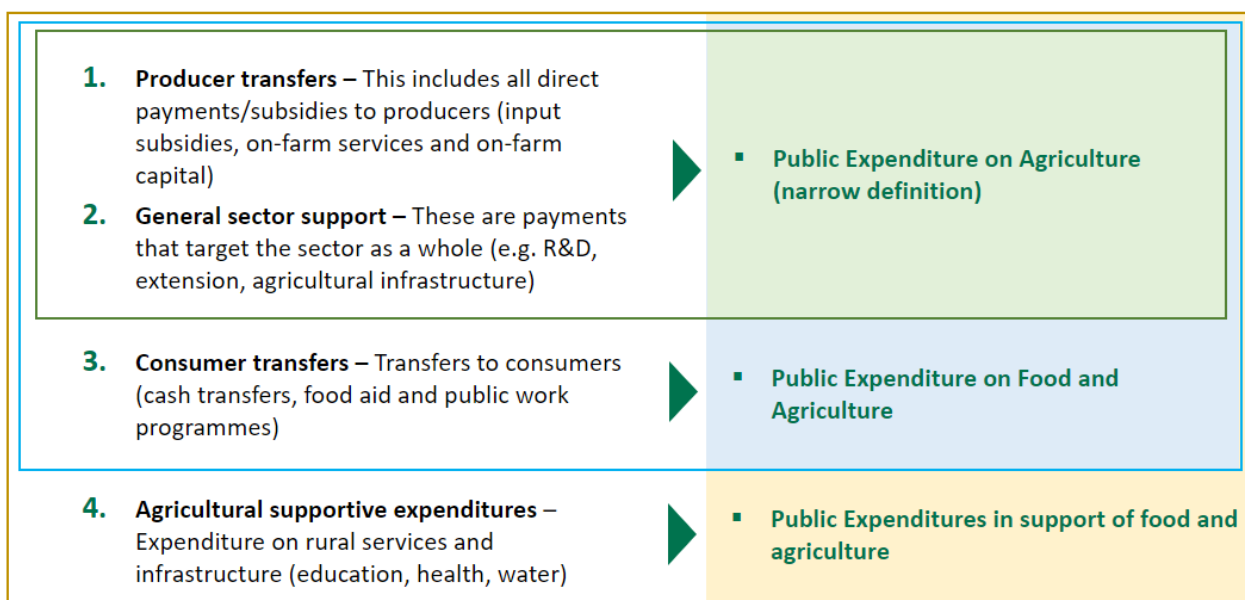 1. Producer transfers – This includes all direct
payments/subsidies to producers (input
subsidies, on-farm services and on-farm
capital)
2. General sector support – These are payments
that target the sector as a whole (e.g. R&D,
extension, agricultural infrastructure)
▪ Public Expenditure on Agriculture
(narrow definition)
3. Consumer transfers – Transfers to consumers
(cash transfers, food aid and public work
programmes)
▪ Public Expenditure on Food and
Agriculture
4. Agricultural supportive expenditures –
Expenditure on rural services and
infrastructure (education, health, water)
▪ Public Expenditures in support of food and
agriculture